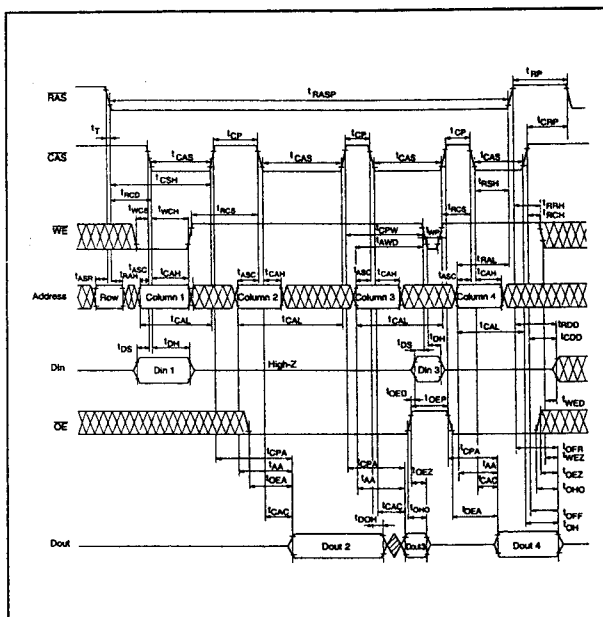 tRP
tRASP
RAS
tCRP
tT
tCP tCP tCP
CAS
tCAS tCAS tCAS tCAS
tCSH
tRSH
tRCD
tRRH
tWCS tWCH tRCS tRCS tRCH
tCPW tWP
WE
tAWD
tRAL
tASR tRAH tASC tCAH tASC tCAH tASC tCAH tASC tCAH
Address Row Column 1 Column 2 Column 3 Column 4
tCAL tCAL tCAL tCAL tRDD
tCDD
tDS tDH tDS tDH
Din Din 1 High-Z Din 3
tWED
tOED tOEP
OE
tCPA tCPA tCPA tOFR
tWEZ
tAA tAA tAA
tOEZ tOEZ
tOEA tCAC
tOHO
tCAC tCAC tOHO tOEA tOFF
tDOH tOH
Dout Dout 2 Dout3 Dout 4